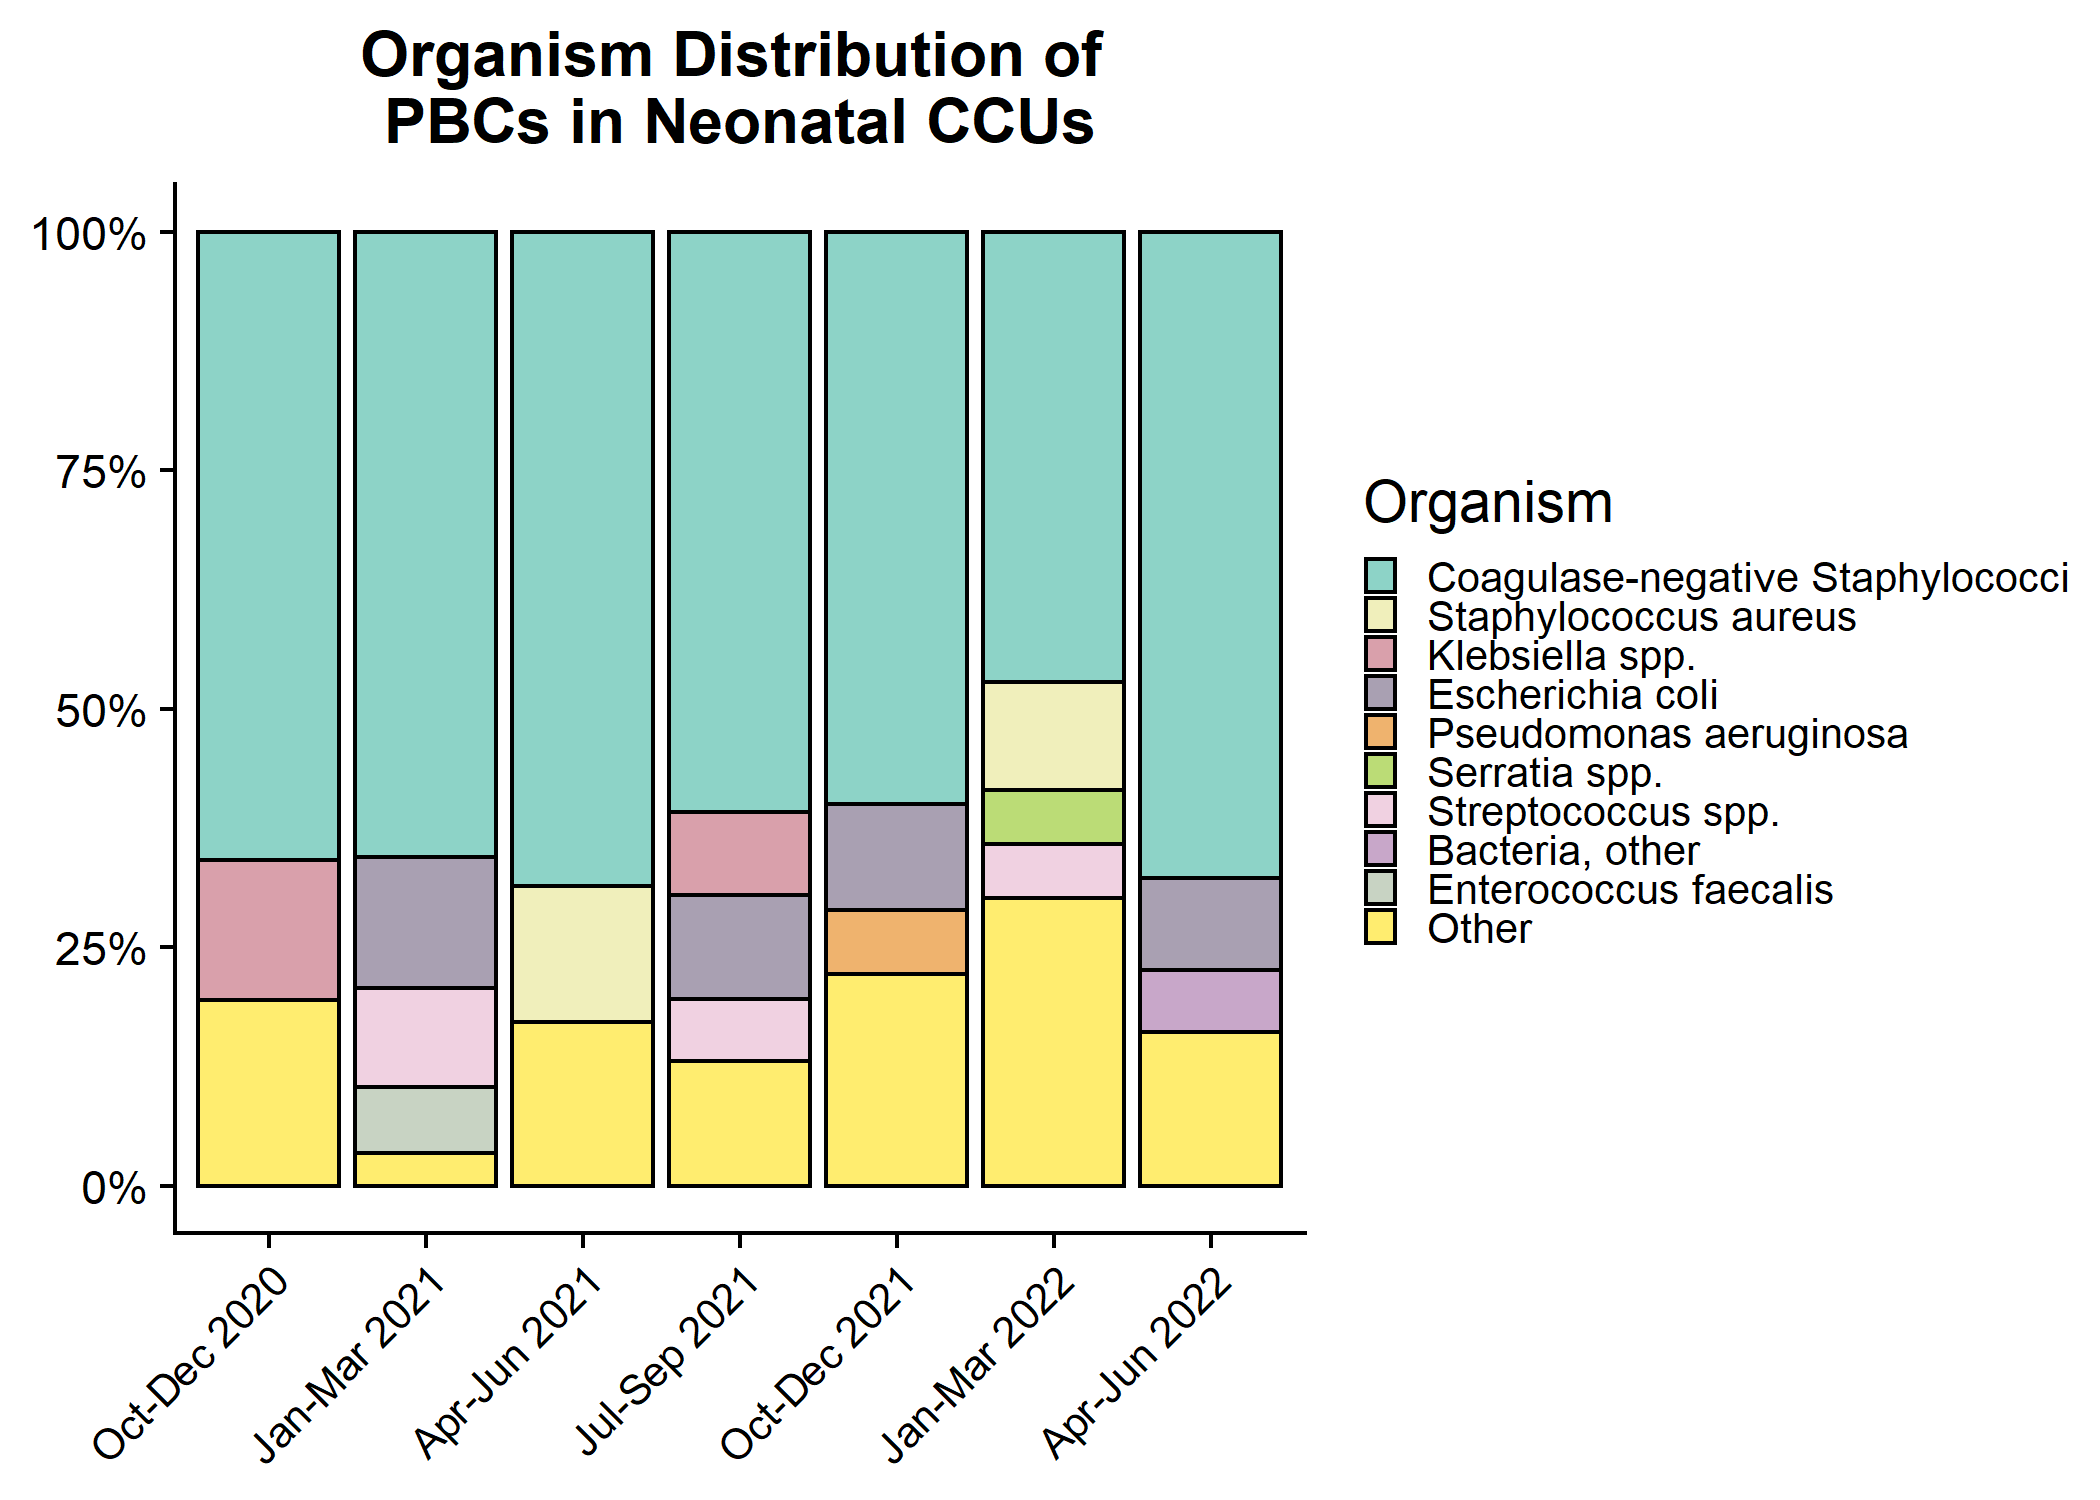 Organism Distribution of
PBCs in Neonatal CCUs
100%
75%
50%
25%
0%
Oct-Dec 2020
Jan-Mar 2021
Apr-Jun 2021
Jul-Sep 2021
Oct-Dec 2021
Jan-Mar 2022
Apr-Jun 2022
Organism
Coagulase-negative Staphylococci
Staphylococcus aureus
Klebsiella spp.
Escherichia coli
Pseudomonas aeruginosa
Serratia spp.
Streptococcus spp.
Bacteria, other
Enterococcus faecalis
Other